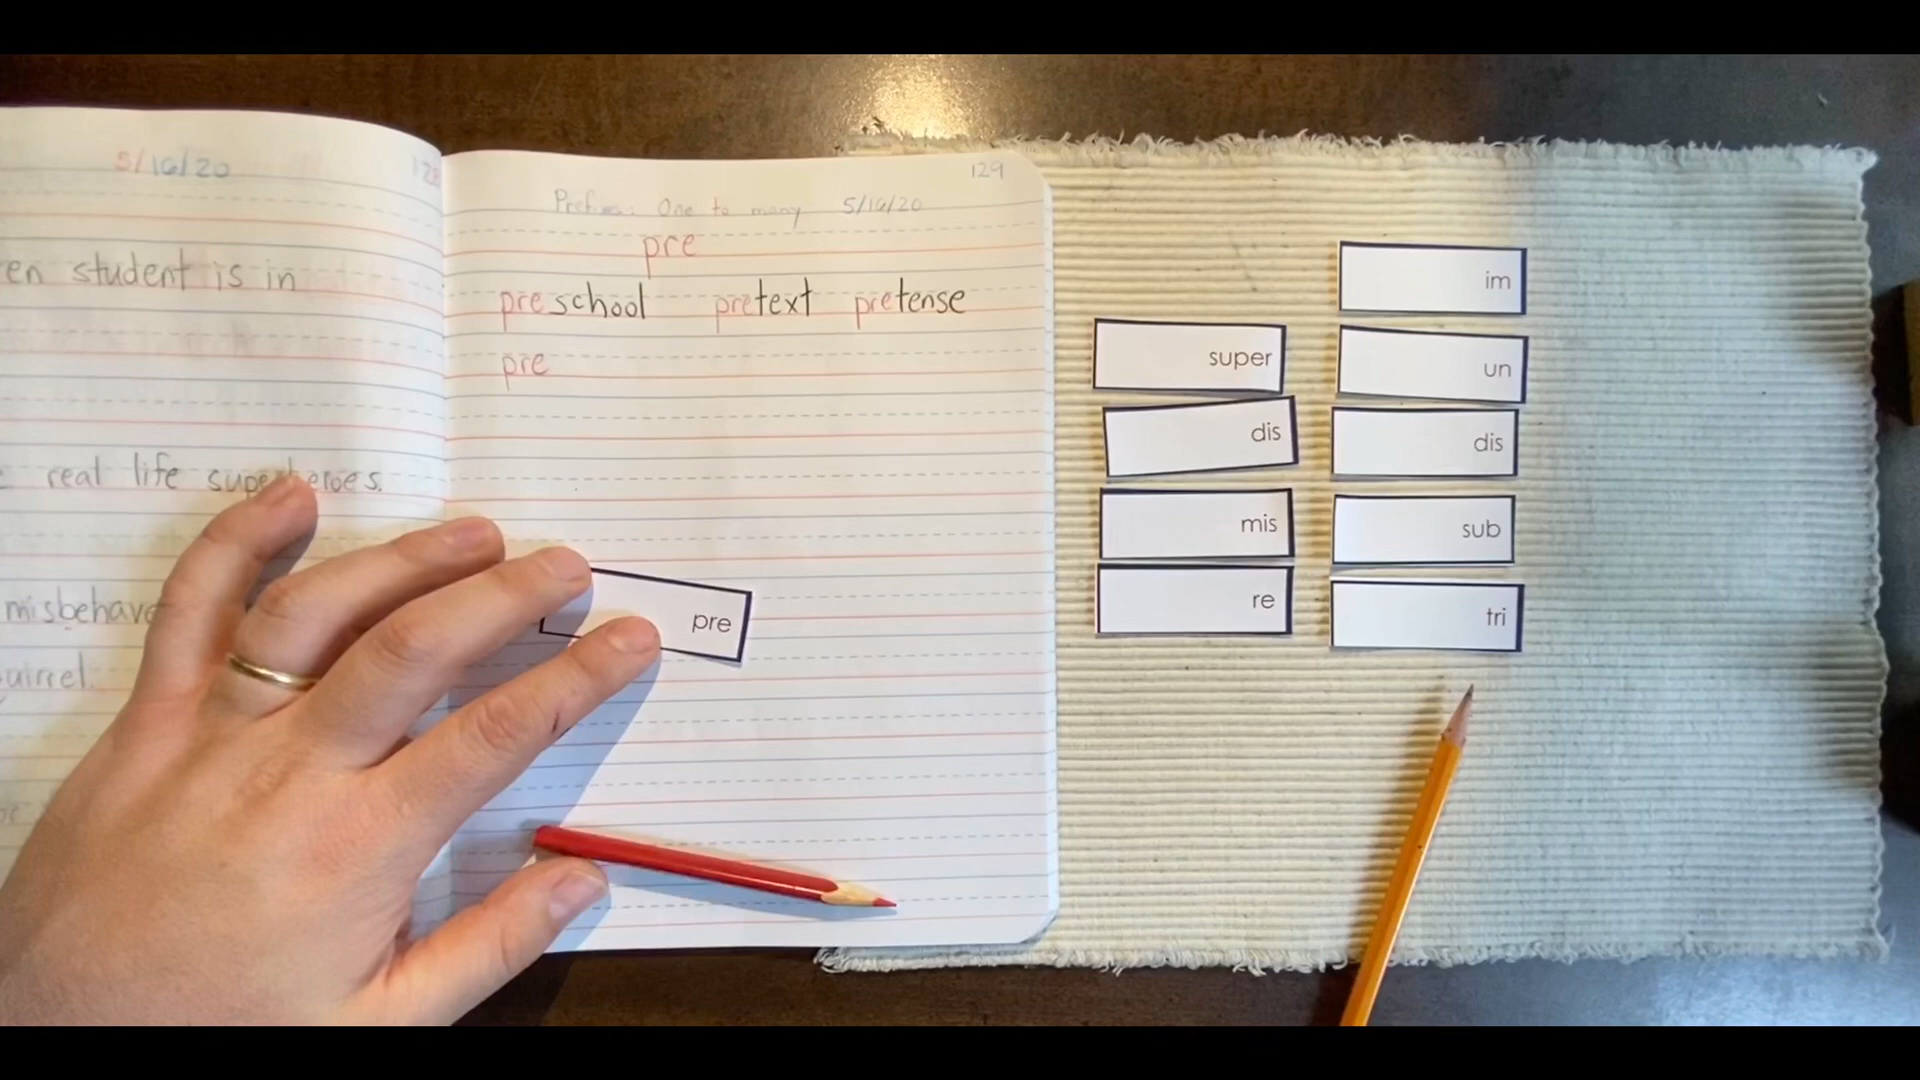 5/16/20
en student is in
real life superheroes.
misbehave
uirrel.
129
Prefixes: One to many 5/16/20
pre
preschool pretext pretense
pre
pre
super
dis
mis
re
im
un
dis
sub
tri